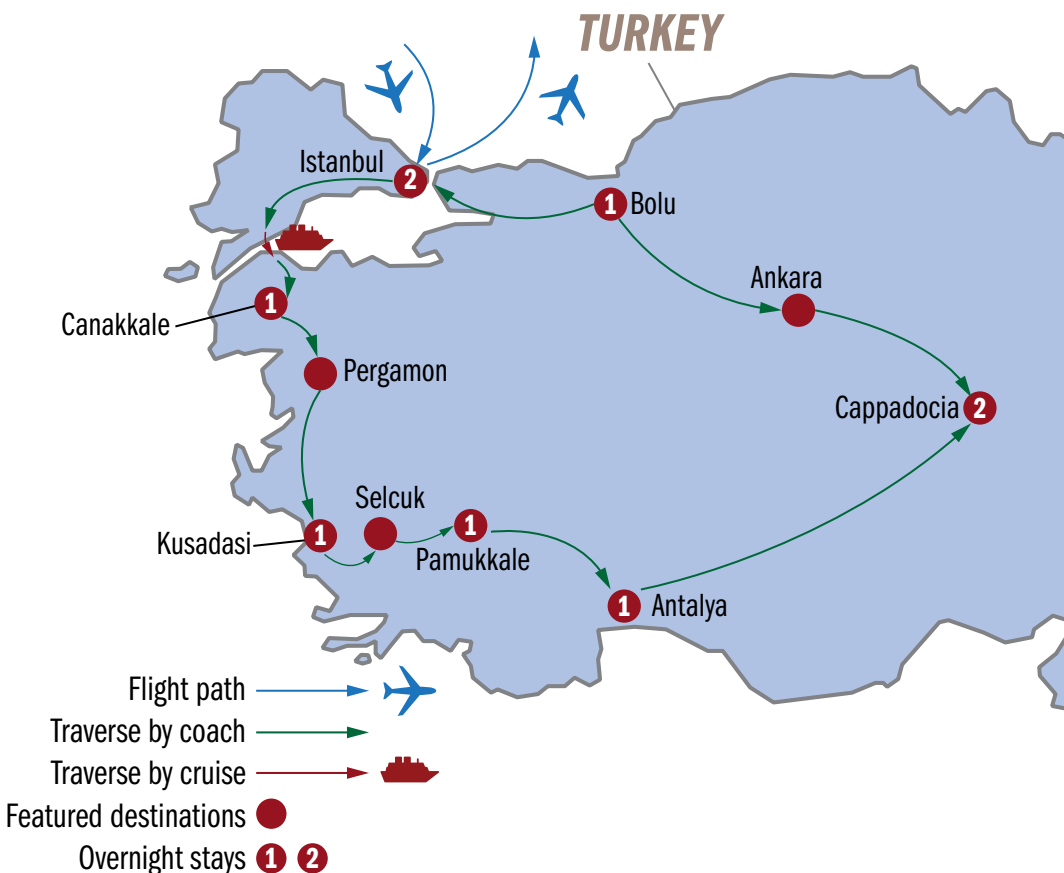 TURKEY
Istanbul
2
1
Bolu
Ankara
Canakkale
1
Pergamon
Cappadocia
2
Selcuk
Kusadasi
1
1
Pamukkale
1
Antalya
Flight path
Traverse by coach
Traverse by cruise
Featured destinations
Overnight stays 1 2